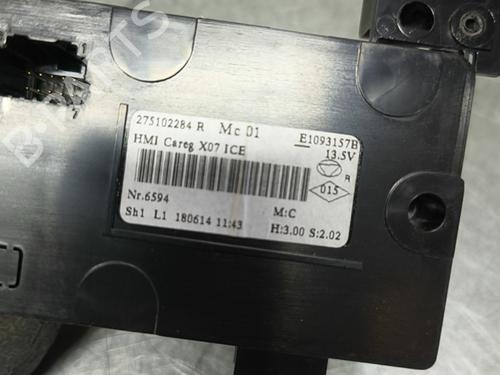 275102284 R Mc 01 E1093157B
HMI Careg X07 ICE 13.5V
R
015
Nr.6594 M:C
Sh1 L1 180614 11:43 H:3.00 S:2.02